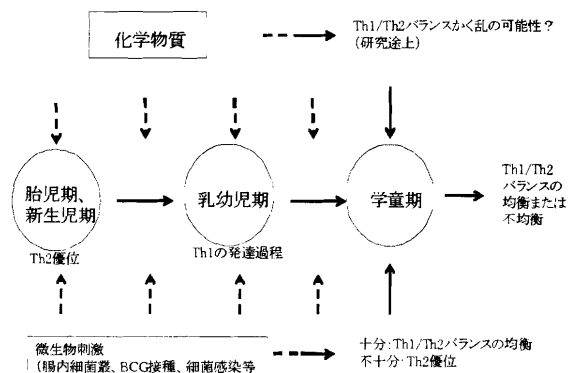 化学物質
Th1/Th2バランスかく乱の可能性？
(研究途上)
胎児期、
新生児期
Th2優位
乳幼児期
Th1の発達過程
学童期
Th1/Th2
バランスの
均衡または
不均衡
微生物刺激
(腸内細菌叢、BCG接種、細菌感染等
十分:Th1/Th2バランスの均衡
不十分:Th2優位